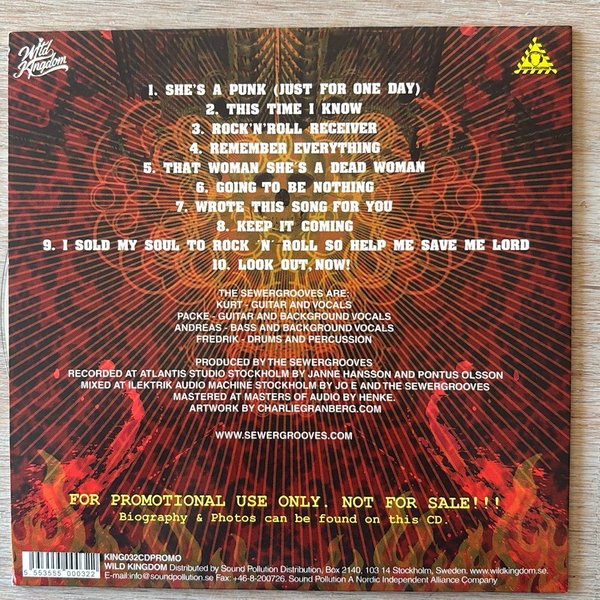 Wild
Kingdom
1. SHE'S A PUNK (JUST FOR ONE DAY)
2. THIS TIME I KNOW
3. ROCK'N'ROLL RECEIVER
4. REMEMBER EVERYTHING
5. THAT WOMAN SHE'S A DEAD WOMAN
6. GOING TO BE NOTHING
7. WROTE THIS SONG FOR YOU
8. KEEP IT COMING
9. I SOLD MY SOUL TO ROCK 'N' ROLL SO HELP ME SAVE ME LORD
10. LOOK OUT, NOW!
THE SEWERGROOVES ARE:
KURT - GUITAR AND VOCALS
PACKE - GUITAR AND BACKGROUND VOCALS
ANDREAS - BASS AND BACKGROUND VOCALS
FREDRIK - DRUMS AND PERCUSSION
PRODUCED BY THE SEWERGROOVES
RECORDED AT ATLANTIS STUDIO STOCKHOLM BY JANNE HANSSON AND PONTUS OLSSON
MIXED AT ILEKTRIK AUDIO MACHINE STOCKHOLM BY JO E AND THE SEWERGROOVES
MASTERED AT MASTERS OF AUDIO BY HENKE.
ARTWORK BY CHARLIEGRANBERG.COM
WWW.SEWERGROOVES.COM
FOR PROMOTIONAL USE ONLY. NOT FOR SALE!!!
Biography & Photos can be found on this CD.
KING032CDPROMO
WILD KINGDOM Distributed by Sound Pollution Distribution, Box 2140, 103 14 Stockholm, Sweden. www.wildkingdom.se.
E-mail:info@soundpollution.se Fax: +46-8-200726. Sound Pollution A Nordic Independent Alliance Company
5 553555 000322